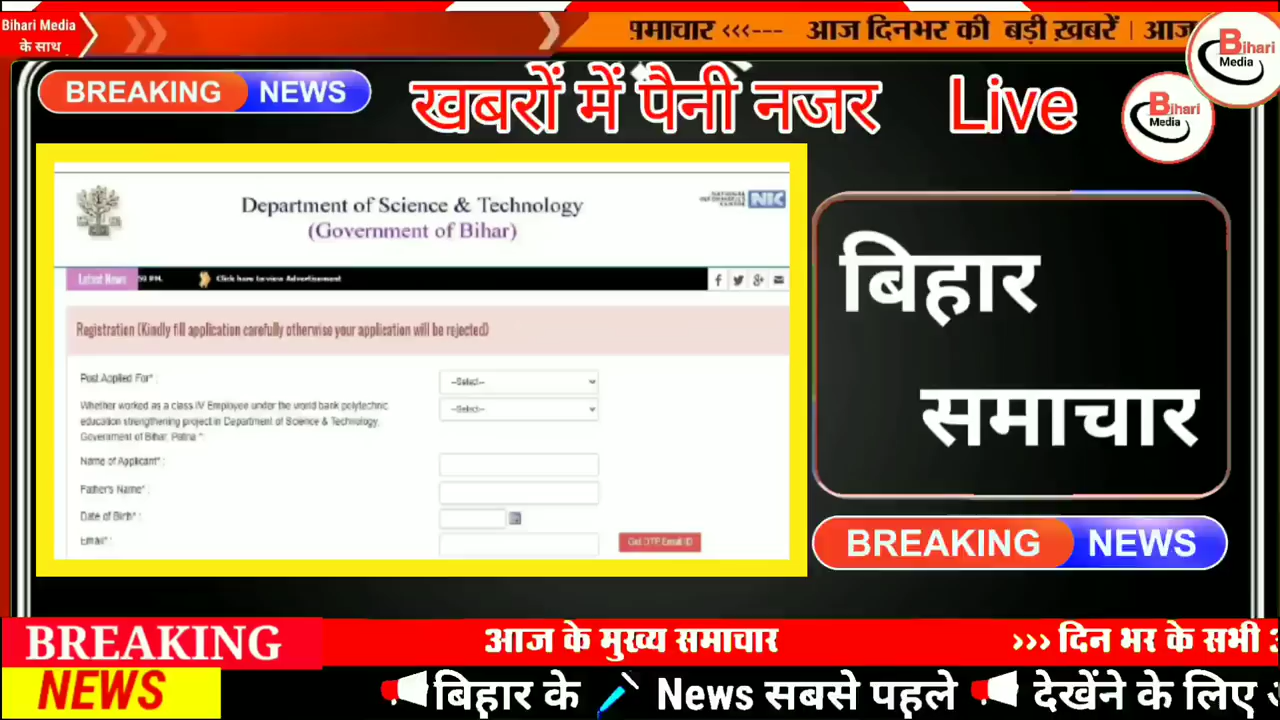 Bihari Media
के साथ
समाचार <<<--- आज दिनभर की बड़ी ख़बरें | आज
Bihari
Media
BREAKING NEWS
खबरों में पैनी नजर Live
Bihari
Media
Department of Science & Technology
(Government of Bihar)
NATIONAL
INFORMATICS
CENTRE
NIC
Latest News
PM.
Click here to view Advertisement
Registration (Kindly fill application carefully otherwise your application will be rejected)
Post Applied For* :
--Select--
Whether worked as a class IV Employee under the world bank polytechnic
education strengthening project in Department of Science & Technology,
Government of Bihar, Patna * :
--Select--
Name of Applicant* :
Father's Name* :
Date of Birth* :
Email* :
Get OTP Email ID
बिहार
समाचार
BREAKING NEWS
BREAKING
NEWS
आज के मुख्य समाचार >>> दिन भर के सभी
बिहार के News सबसे पहले देखेंने के लिए